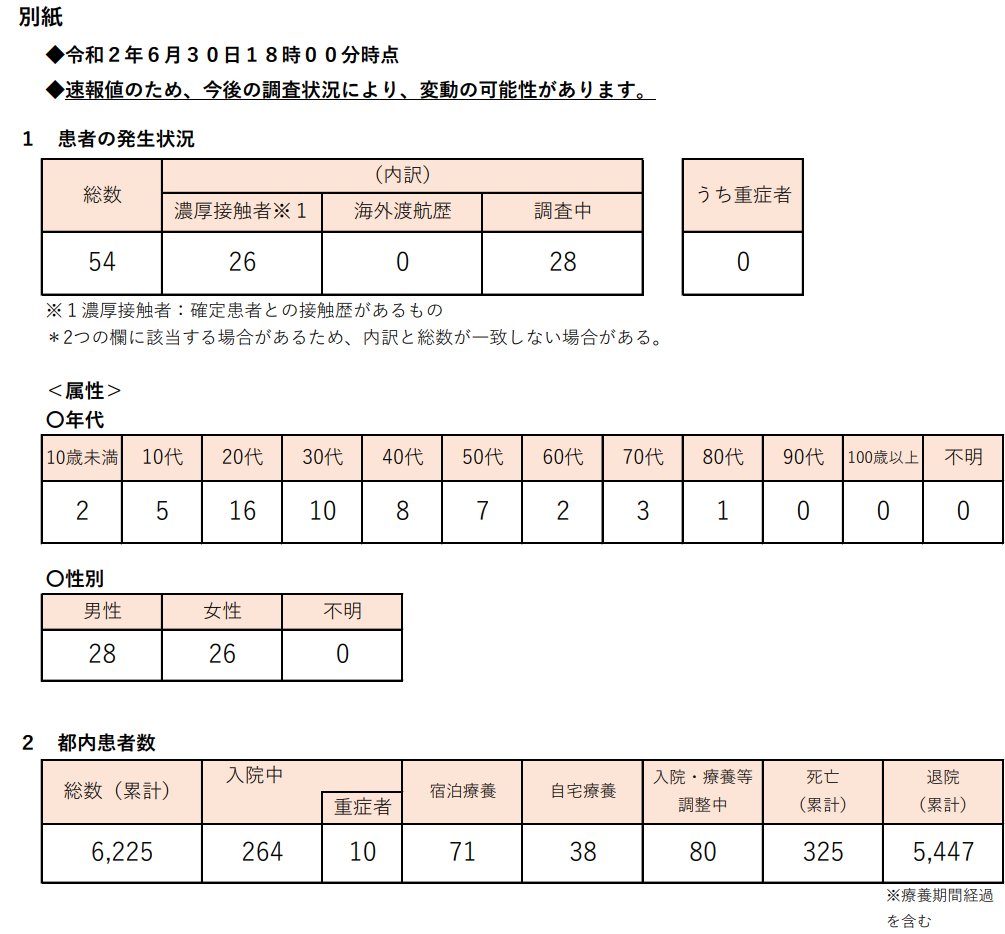 別紙
◆令和２年６月３０日１８時００分時点
◆速報値のため、今後の調査状況により、変動の可能性があります。
1 患者の発生状況
総数 （内訳） うち重症者
濃厚接触者※１ 海外渡航歴 調査中
54 26 0 28 0
※１濃厚接触者：確定患者との接触歴があるもの
＊2つの欄に該当する場合があるため、内訳と総数が一致しない場合がある。
＜属性＞
〇年代
10歳未満 10代 20代 30代 40代 50代 60代 70代 80代 90代 100歳以上 不明
2 5 16 10 8 7 2 3 1 0 0 0
〇性別
男性 女性 不明
28 26 0
2 都内患者数
総数（累計） 入院中 重症者 宿泊療養 自宅療養 入院・療養等 死亡 退院
調整中 （累計） （累計）
6,225 264 10 71 38 80 325 5,447
※療養期間経過
を含む